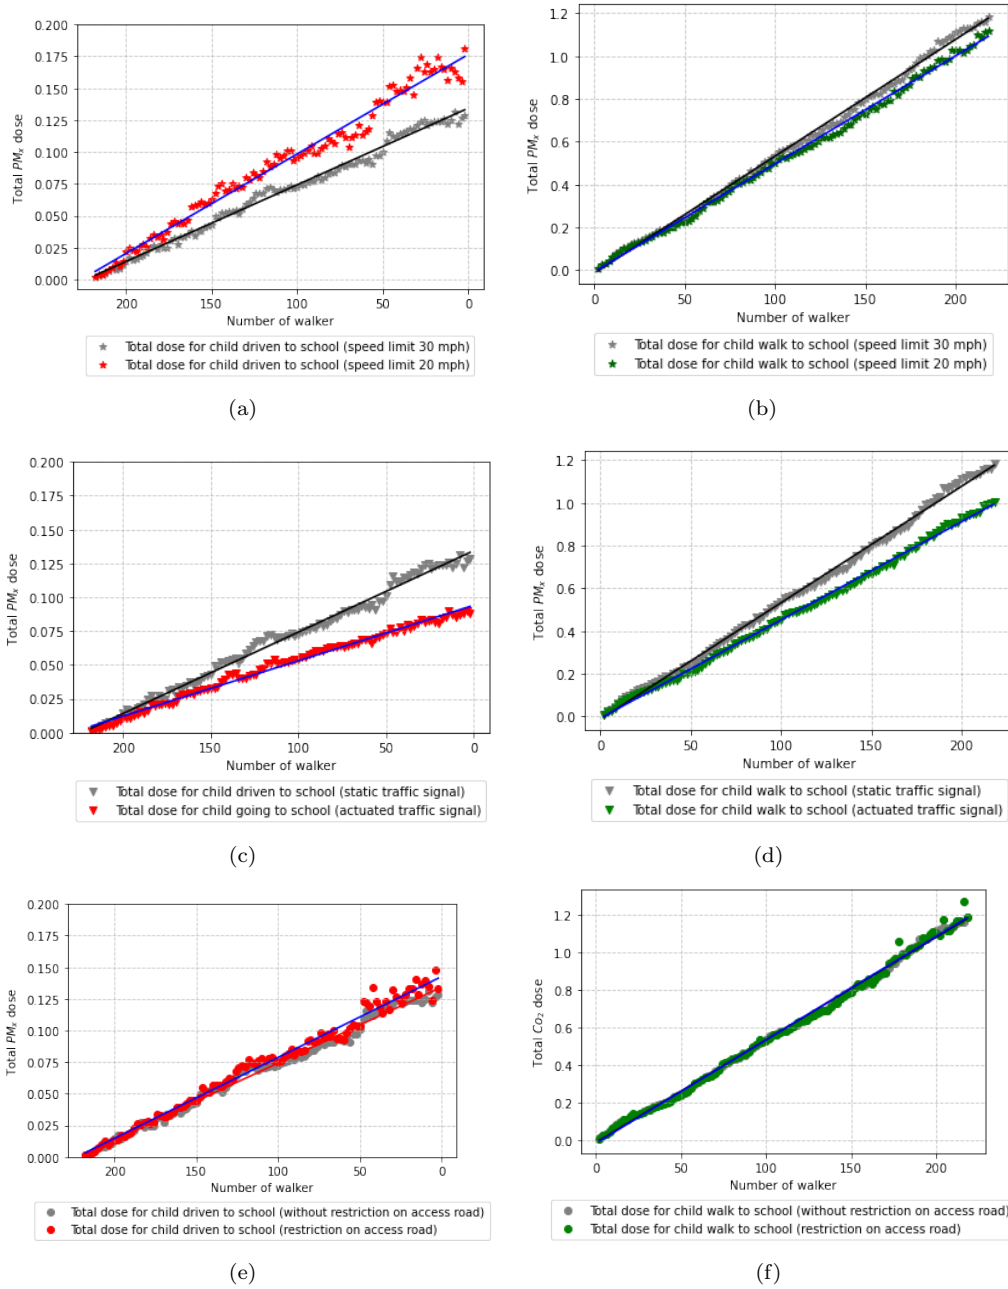 0.200
0.175
0.150
0.125
0.100
0.075
0.050
0.025
0.000
Total PMx dose
200 150 100 50 0
Number of walker
Total dose for child driven to school (speed limit 30 mph)
Total dose for child driven to school (speed limit 20 mph)
(a)
1.2
1.0
0.8
0.6
0.4
0.2
0.0
Total PMx dose
0 50 100 150 200
Number of walker
Total dose for child walk to school (speed limit 30 mph)
Total dose for child walk to school (speed limit 20 mph)
(b)
0.200
0.175
0.150
0.125
0.100
0.075
0.050
0.025
0.000
Total PMx dose
200 150 100 50 0
Number of walker
Total dose for child driven to school (static traffic signal)
Total dose for child going to school (actuated traffic signal)
(c)
1.2
1.0
0.8
0.6
0.4
0.2
0.0
Total PMx dose
0 50 100 150 200
Number of walker
Total dose for child walk to school (static traffic signal)
Total dose for child walk to school (actuated traffic signal)
(d)
0.200
0.175
0.150
0.125
0.100
0.075
0.050
0.025
0.000
Total PMx dose
200 150 100 50 0
Number of walker
Total dose for child driven to school (without restriction on access road)
Total dose for child driven to school (restriction on access road)
(e)
1.2
1.0
0.8
0.6
0.4
0.2
0.0
Total Co2 dose
0 50 100 150 200
Number of walker
Total dose for child walk to school (without restriction on access road)
Total dose for child walk to school (restriction on access road)
(f)